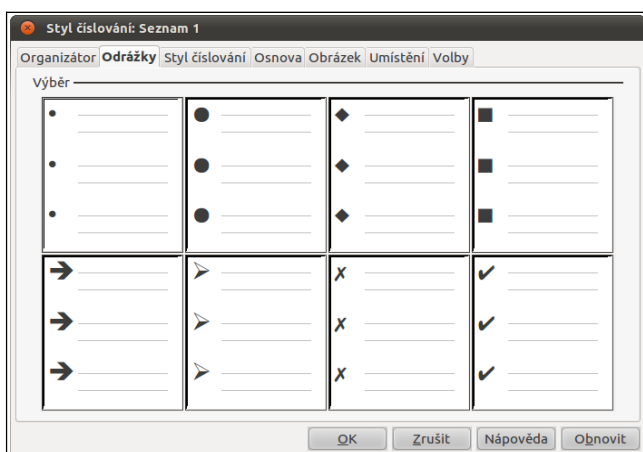 Styl číslování: Seznam 1
Organizátor Odrážky Styl číslování Osnova Obrázek Umístění Volby
Výběr
OK Zrušit Nápověda Obnovit